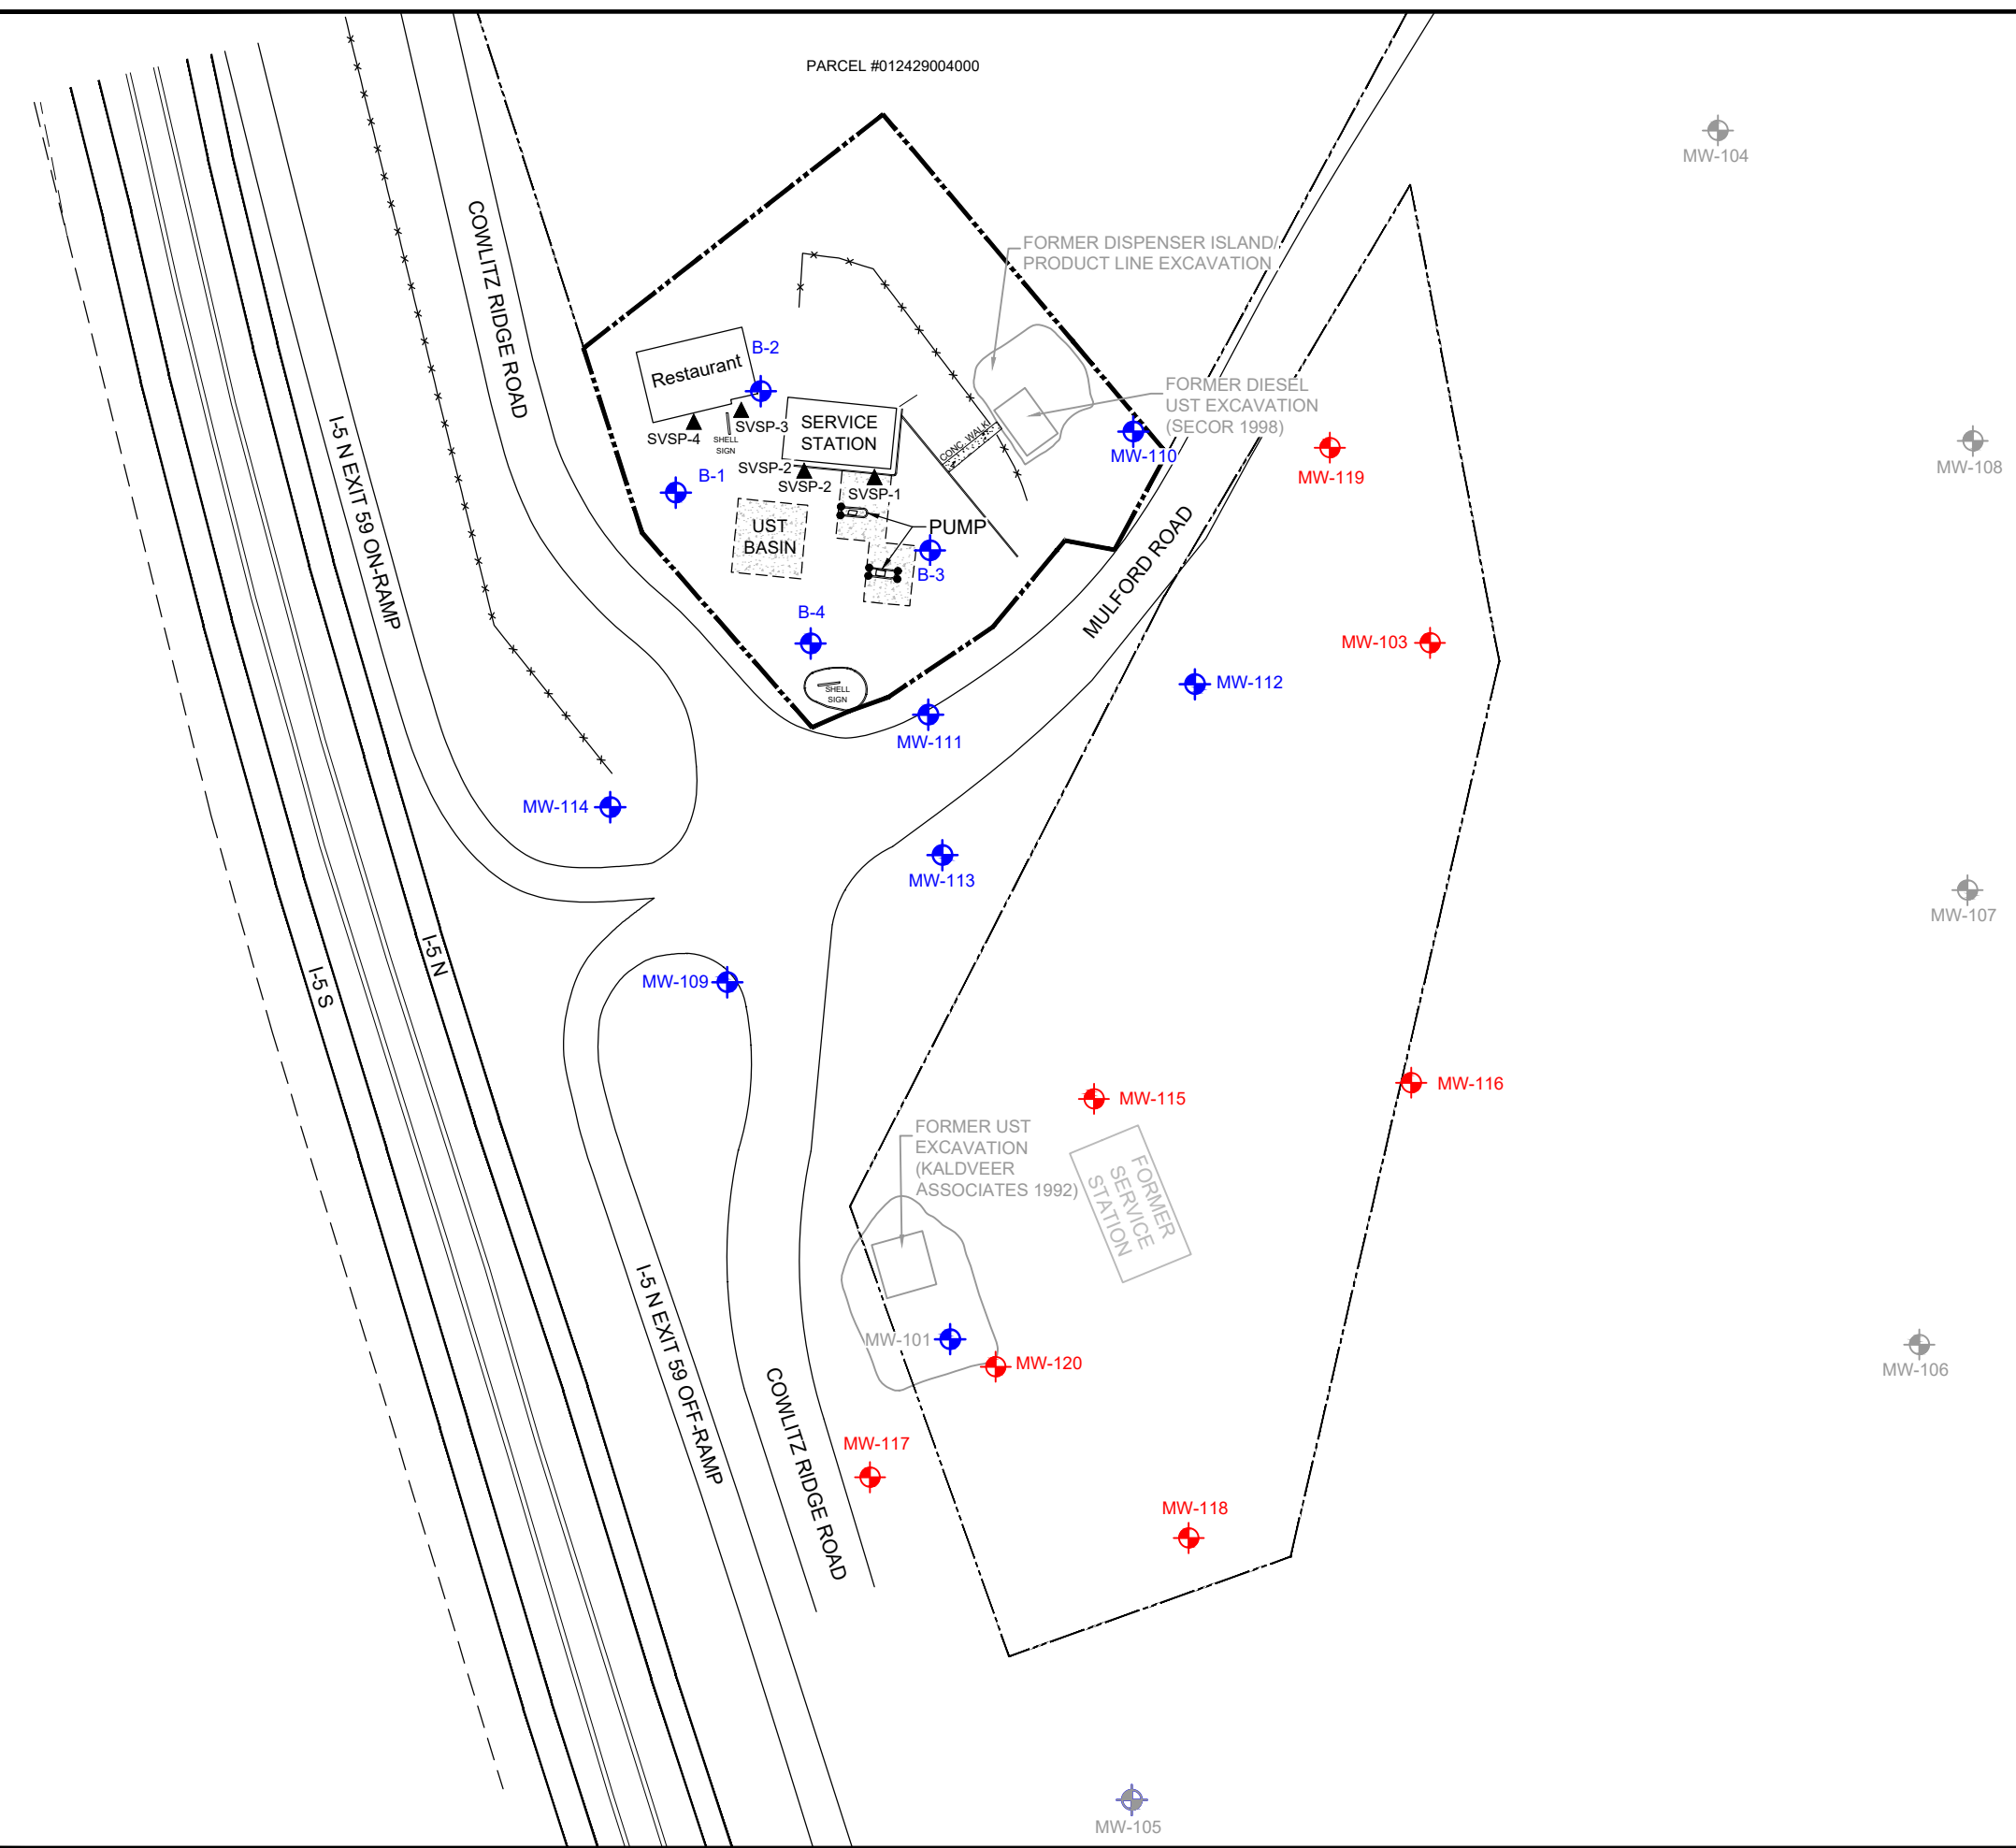 PARCEL #012429004000
MW-104
COWLITZ RIDGE ROAD
FORMER DISPENSER ISLAND/
PRODUCT LINE EXCAVATION
B-2
Restaurant
FORMER DIESEL
UST EXCAVATION
(SECOR 1998)
SVSP-4
SHELL
SIGN
SVSP-3
SERVICE
STATION
CONC. WALK
MW-110
MW-119
MW-108
I-5 N EXIT 59 ON-RAMP
B-1
SVSP-2
SVSP-2
SVSP-1
UST
BASIN
PUMP
B-3
MULFORD ROAD
B-4
MW-103
SHELL
SIGN
MW-112
MW-111
MW-114
MW-113
MW-107
I-5 N
I-5 S
MW-109
MW-115
MW-116
FORMER UST
EXCAVATION
(KALDVEER
ASSOCIATES 1992)
FORMER
SERVICE
STATION
I-5 N EXIT 59 OFF-RAMP
MW-101
MW-120
MW-106
COWLITZ RIDGE ROAD
MW-117
MW-118
MW-105